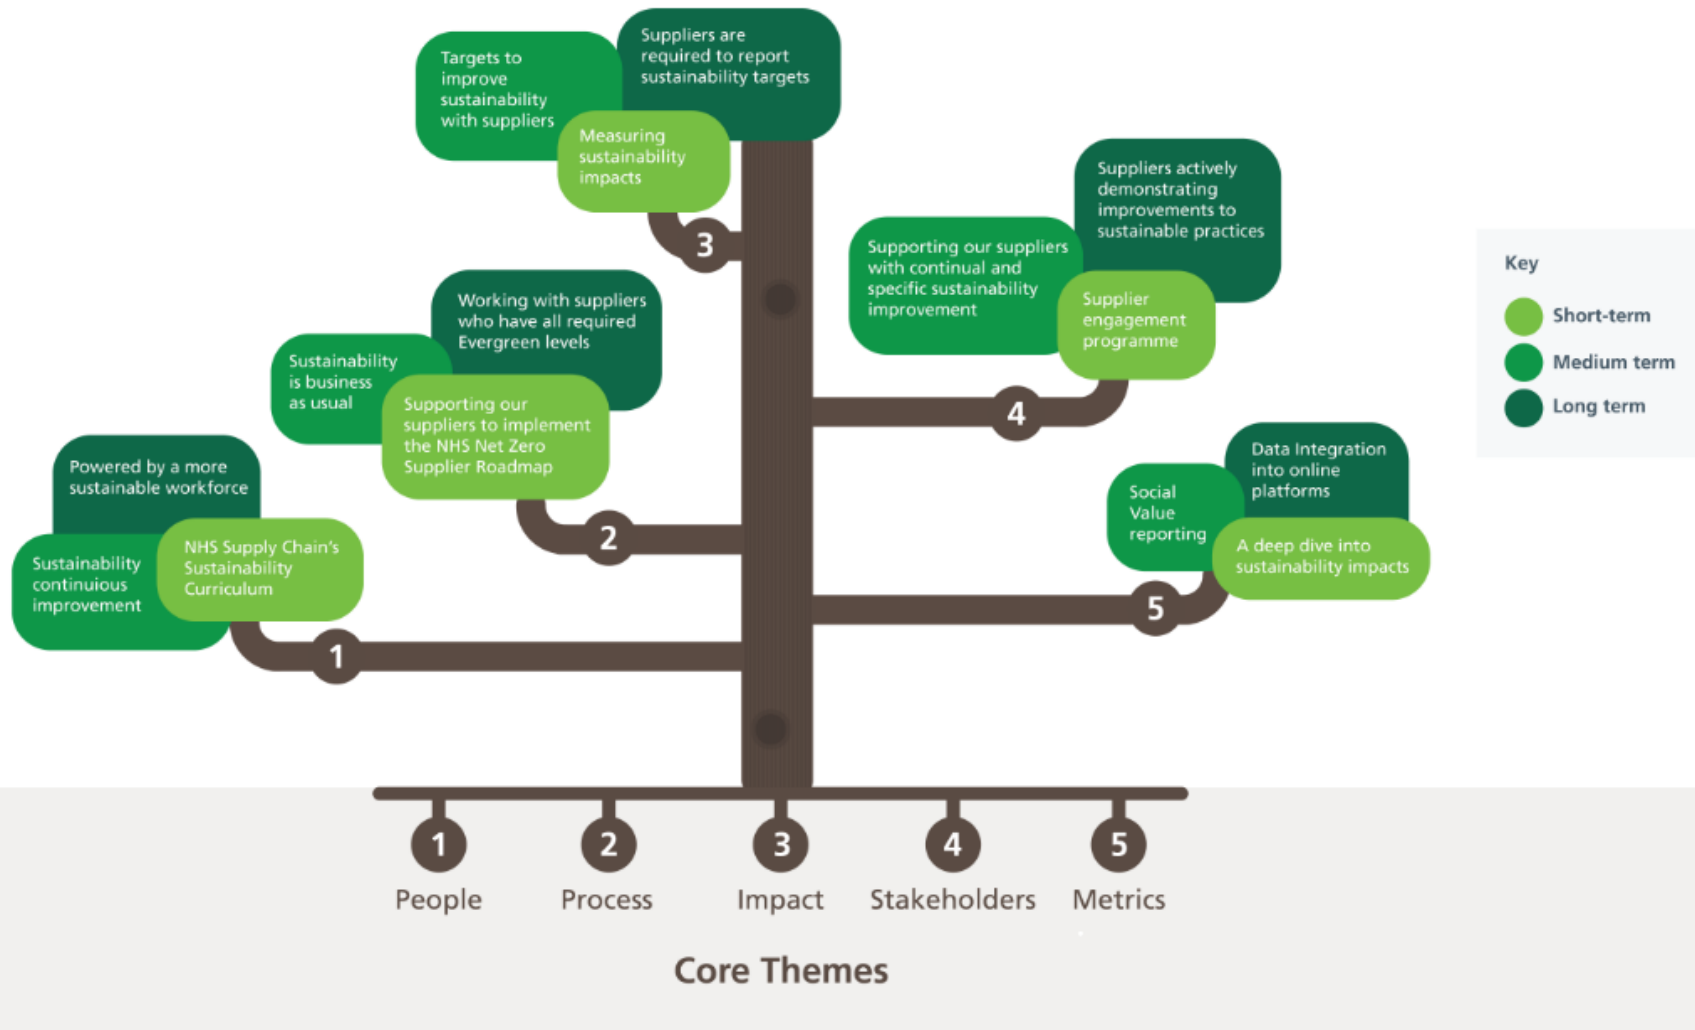 Suppliers are
required to report
sustainability targets
Targets to
improve
sustainability
with suppliers
Measuring
sustainability
impacts
3
Suppliers actively
demonstrating
improvements to
sustainable practices
Supporting our suppliers
with continual and
specific sustainability
improvement
Supplier
engagement
programme
4
Key
Short-term
Medium term
Long term
Working with suppliers
who have all required
Evergreen levels
Sustainability
is business
as usual
Supporting our
suppliers to implement
the NHS Net Zero
Supplier Roadmap
2
Data Integration
into online
platforms
Social
Value
reporting
A deep dive into
sustainability impacts
5
Powered by a more
sustainable workforce
Sustainability
continuious
improvement
NHS Supply Chain's
Sustainability
Curriculum
1
1
2
3
4
5
People
Process
Impact
Stakeholders
Metrics
Core Themes